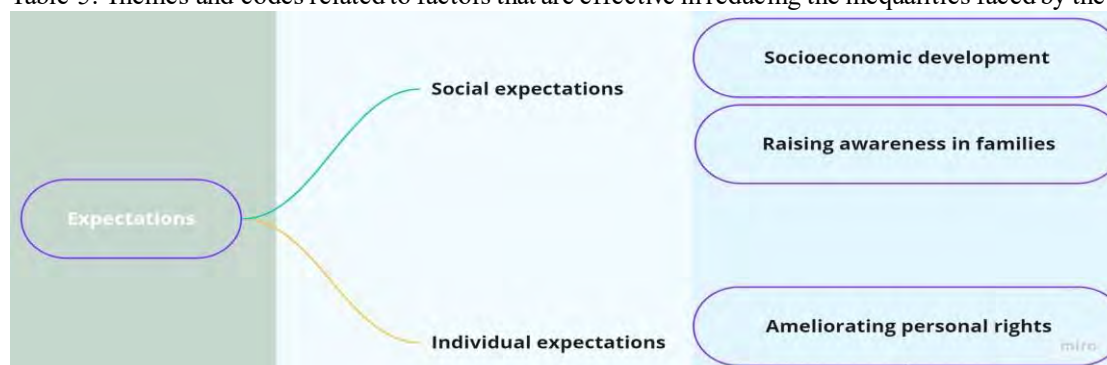 Table 3: Themes and codes related to factors that are effective in reducing the inequalities faced by the
Socioeconomic development
Social expectations
Raising awareness in families
Expectations
Ameliorating personal rights
Individual expectations
miro